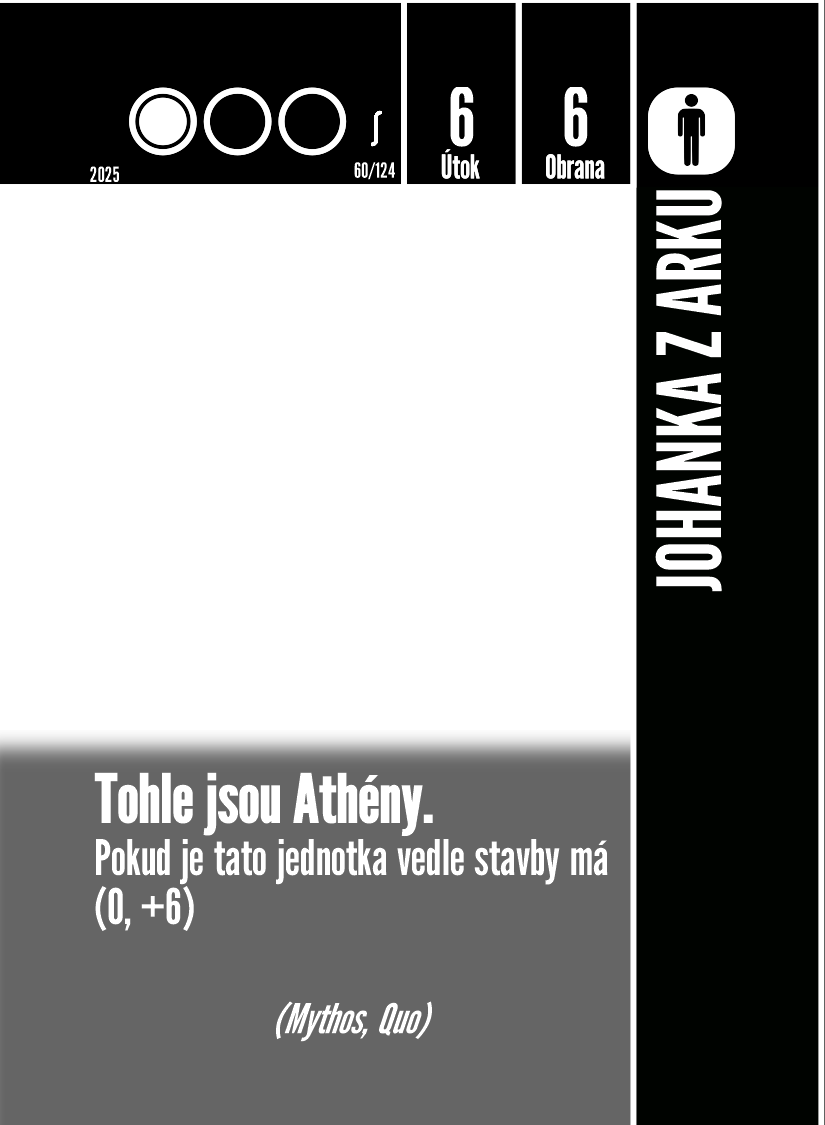 2025
60/124
ʃ
6
Útok
6
Obrana
JOHANKA Z ARKU
Tohle jsou Athény.
Pokud je tato jednotka vedle stavby má
(0, +6)
(Mythos, Quo)